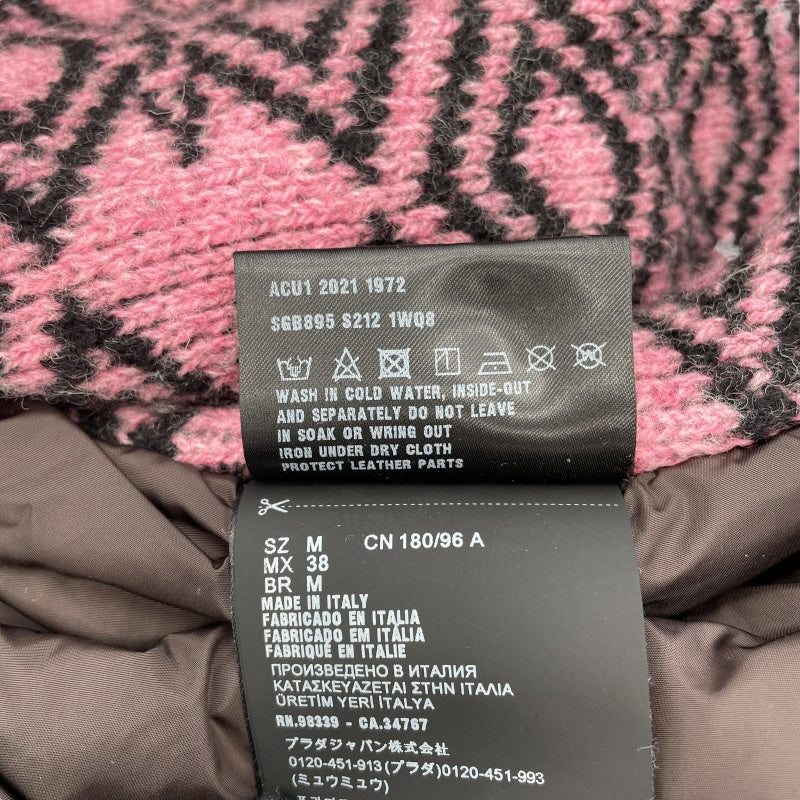 ACU1 2021 1972
SGB895 S212 1WQ8
WASH IN COLD WATER, INSIDE-OUT
AND SEPARATELY DO NOT LEAVE
IN SOAK OR WRING OUT
IRON UNDER DRY CLOTH
PROTECT LEATHER PARTS
SZ M CN 180/96 A
MX 38
BR M
MADE IN ITALY
FABRICADO EN ITALIA
FABRICADO EM ITÁLIA
FABRIQUÉ EN ITALIE
ПРОИЗВЕДЕНО В ИТАЛИЯ
ΚΑΤΑΣΚΕΥΑΖΕΤΑΙ ΣΤΗΝ ΙΤΑΛΙΑ
ÜRETİM YERİ İTALYA
RN.98339 - CA.34767
プラダジャパン株式会社
0120-451-913(プラダ)0120-451-993
(ミュウミュウ)